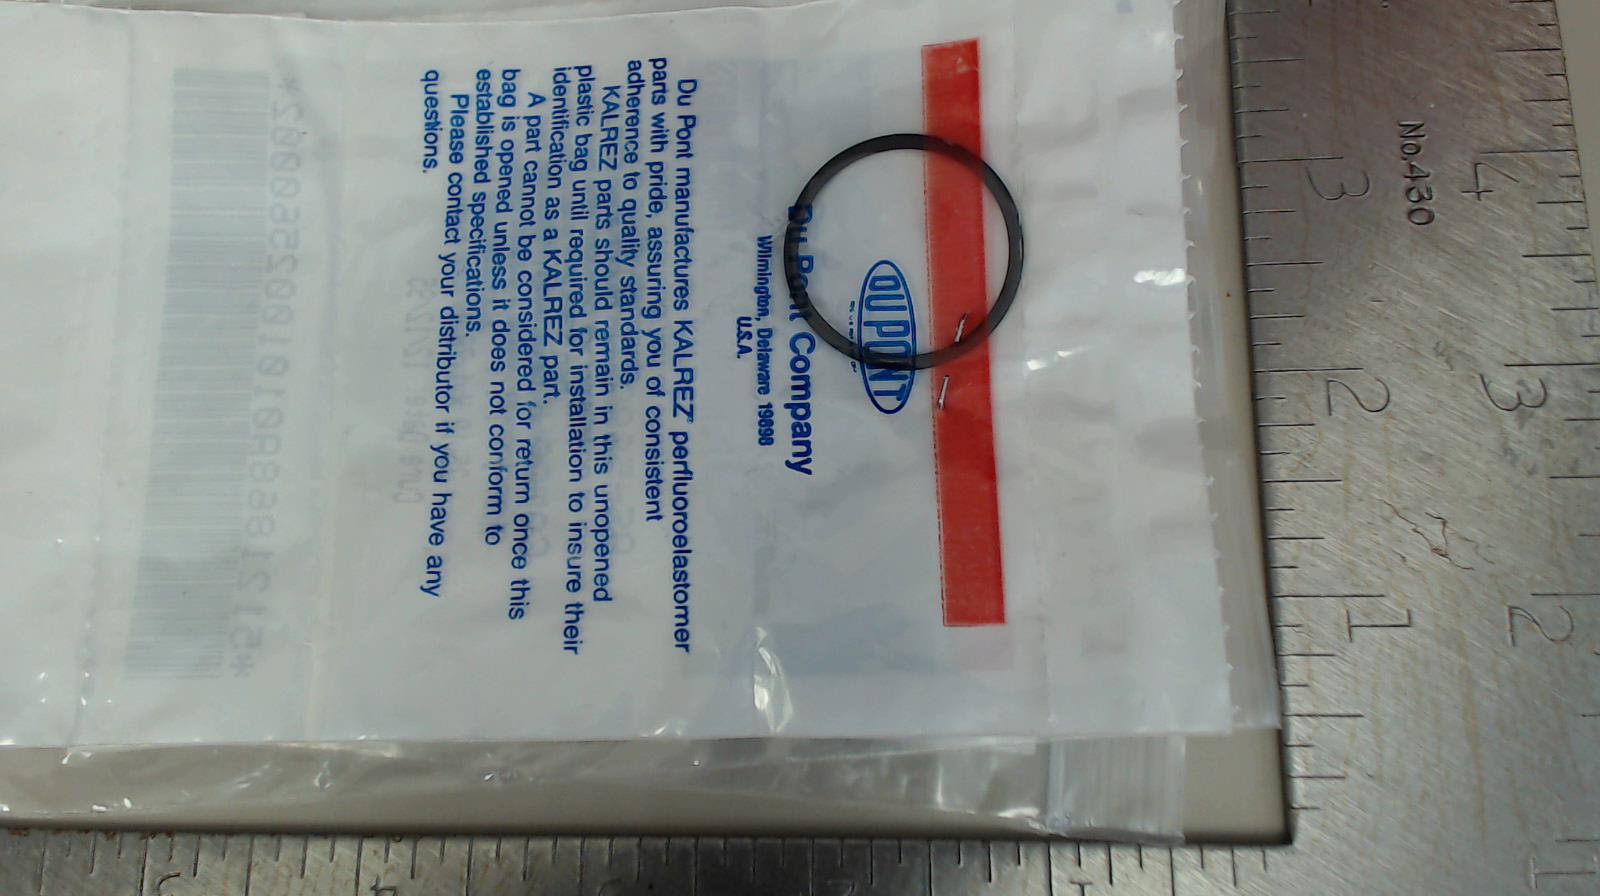 DU PONT
Du Pont Company
Wilmington, Delaware 19898
U.S.A.
Du Pont manufactures KALREZ® perfluoroelastomer
parts with pride, assuring you of consistent
adherence to quality standards.
KALREZ parts should remain in this unopened
plastic bag until required for installation to insure their
identification as a KALREZ part.
A part cannot be considered for return once this
bag is opened unless it does not conform to
established specifications.
Please contact your distributor if you have any
questions.
No.430
4
3
2
1
3
2
1